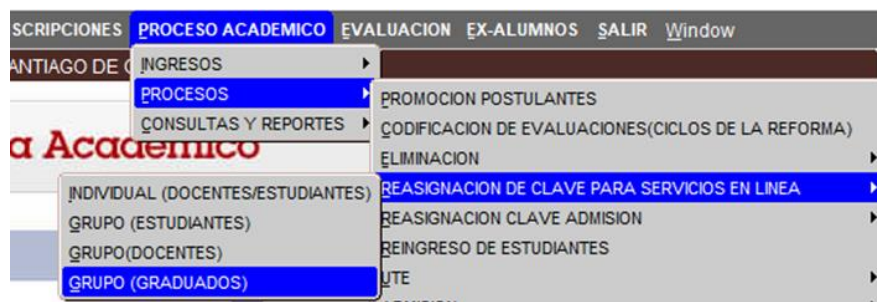 SCRIPCIONES PROCESO ACADEMICO EVALUACION EX-ALUMNOS SALIR Window
ANTIAGO DE
INGRESOS
PROCESOS
CONSULTAS Y REPORTES
a Académico
PROMOCION POSTULANTES
CODIFICACION DE EVALUACIONES(CICLOS DE LA REFORMA)
ELIMINACION
REASIGNACION DE CLAVE PARA SERVICIOS EN LINEA
REASIGNACION CLAVE ADMISION
REINGRESO DE ESTUDIANTES
UTE
INDIVIDUAL (DOCENTES/ESTUDIANTES)
GRUPO (ESTUDIANTES)
GRUPO(DOCENTES)
GRUPO (GRADUADOS)